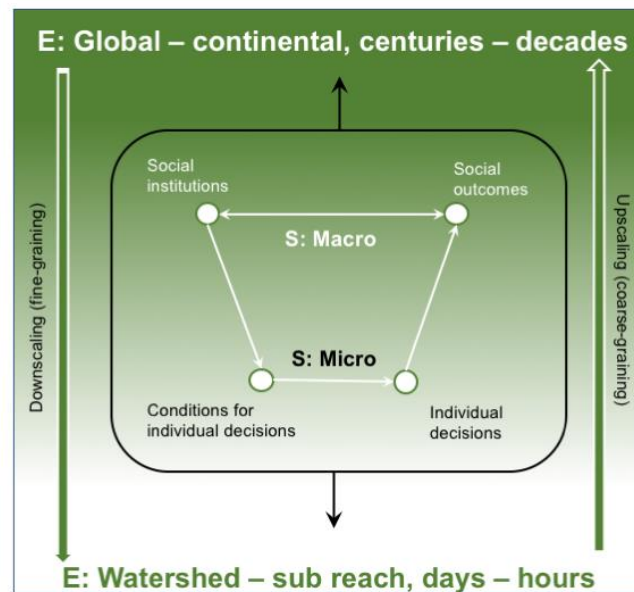 E: Global – continental, centuries – decades
Social
institutions
Social
outcomes
S: Macro
Downscaling (fine-graining)
Upscaling (coarse-graining)
S: Micro
Conditions for
individual decisions
Individual
decisions
E: Watershed – sub reach, days – hours